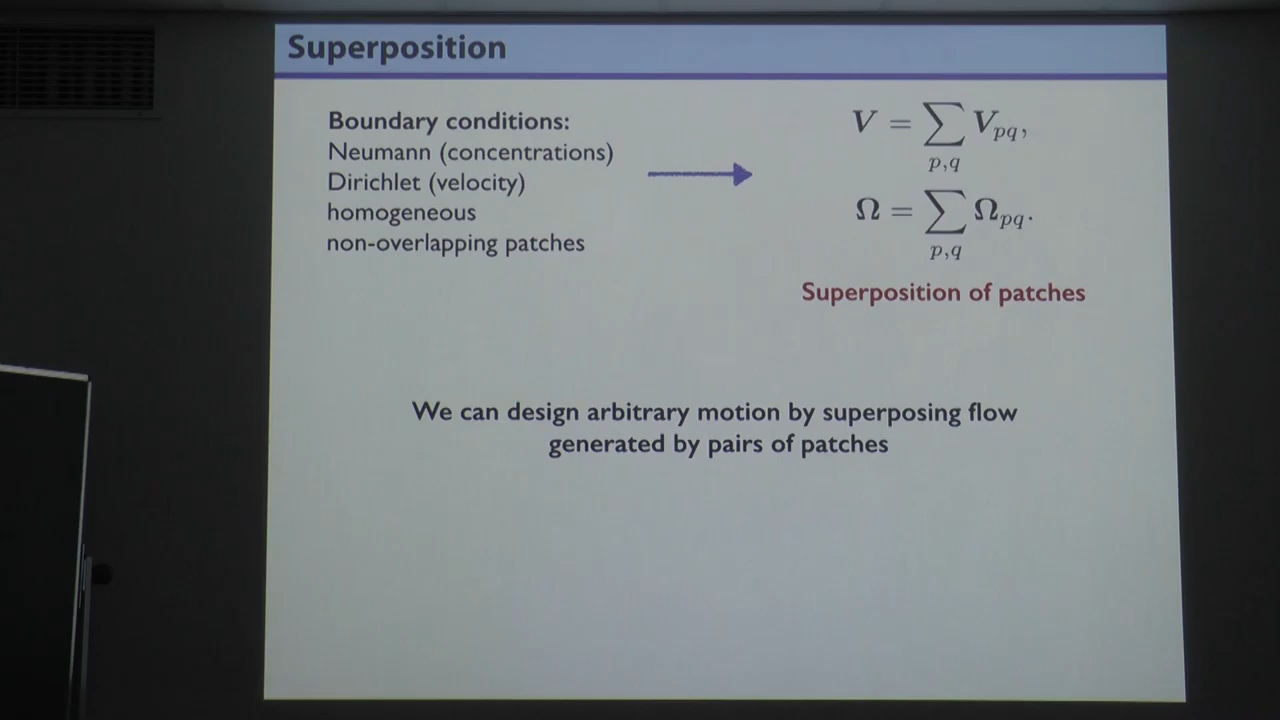 Superposition
Boundary conditions:
Neumann (concentrations)
Dirichlet (velocity)
homogeneous
non-overlapping patches
V = ∑_{p,q} V_{pq},
Ω = ∑_{p,q} Ω_{pq}.
Superposition of patches
We can design arbitrary motion by superposing flow
generated by pairs of patches